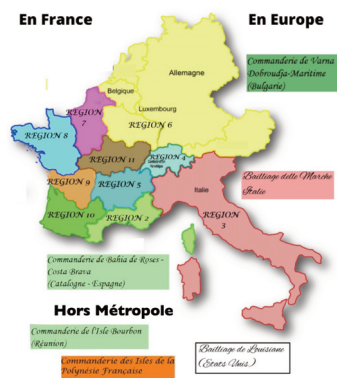 En France
En Europe
Commanderie de Varna
Dobroudja-Maritime
(Bulgarie)
Allemagne
Belgique
Luxembourg
REGION 6
REGION
7
REGION 8
REGION 11
REGION 4
REGION 9
REGION 5
REGION 10
REGION 2
Bailliage delle Marche
Italie
Italie
REGION
3
Commanderie de Bahia de Roses -
Costa Brava
(Catalogne - Espagne)
Hors Métropole
Commanderie de l'Isle Bourbon
(Réunion)
Commanderie des Isles de la
Polynésie Française
Bailliage de Louisiane
(Etats Unis)